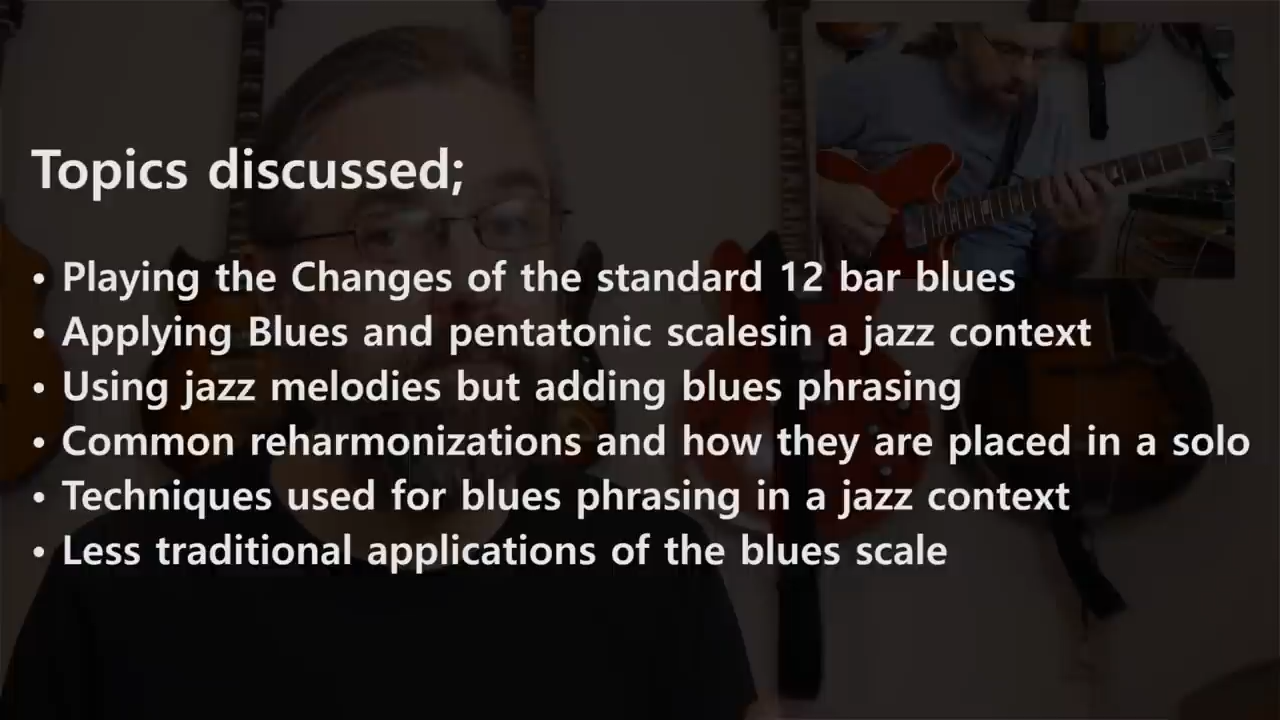 Topics discussed;
• Playing the Changes of the standard 12 bar blues
• Applying Blues and pentatonic scalesin a jazz context
• Using jazz melodies but adding blues phrasing
• Common reharmonizations and how they are placed in a solo
• Techniques used for blues phrasing in a jazz context
• Less traditional applications of the blues scale